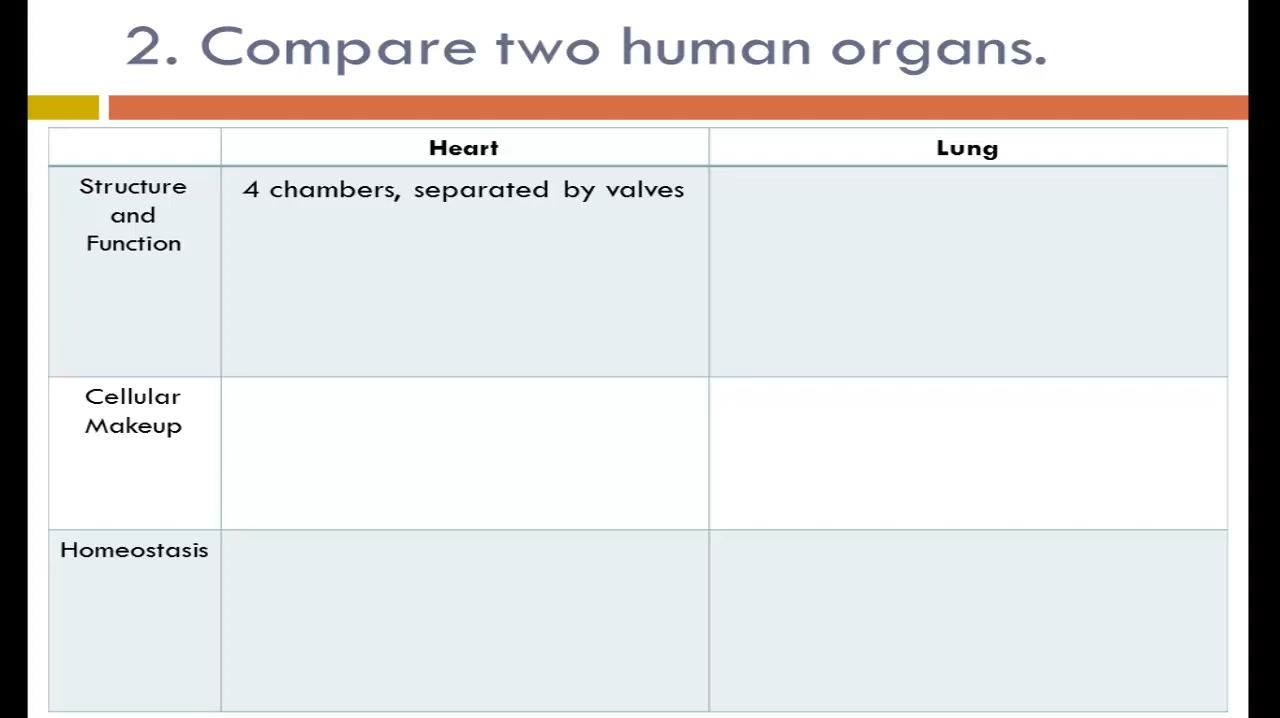 2. Compare two human organs.
Heart
Lung
Structure
and
Function
4 chambers, separated by valves
Cellular
Makeup
Homeostasis